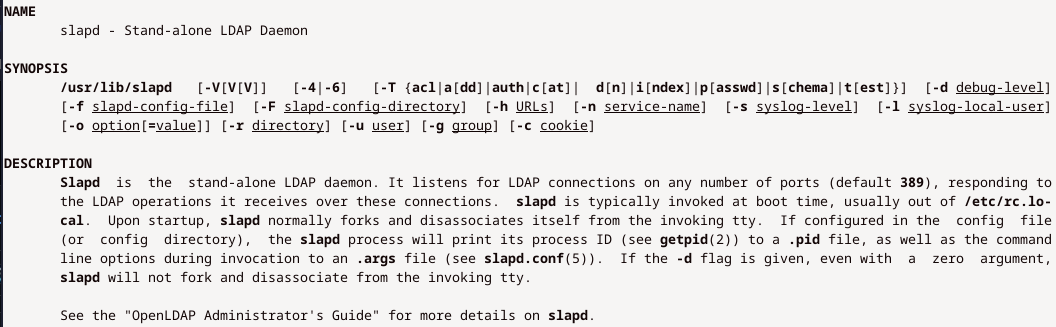 NAME
slapd - Stand-alone LDAP Daemon
SYNOPSIS
/usr/lib/slapd [-V[V[V]] [-4|-6] [-T {acl|a[dd]|auth|c[at]| d[n]|i[ndex]|p[asswd]|s[chema]|t[est]}] [-d debug-level]
[-f slapd-config-file] [-F slapd-config-directory] [-h URLs] [-n service-name] [-s syslog-level] [-l syslog-local-user]
[-o option[=value]] [-r directory] [-u user] [-g group] [-c cookie]
DESCRIPTION
Slapd is the stand-alone LDAP daemon. It listens for LDAP connections on any number of ports (default 389), responding to
the LDAP operations it receives over these connections. slapd is typically invoked at boot time, usually out of /etc/rc.lo-
cal. Upon startup, slapd normally forks and disassociates itself from the invoking tty. If configured in the config file
(or config directory), the slapd process will print its process ID (see getpid(2)) to a .pid file, as well as the command
line options during invocation to an .args file (see slapd.conf(5)). If the -d flag is given, even with a zero argument,
slapd will not fork and disassociate from the invoking tty.
See the "OpenLDAP Administrator's Guide" for more details on slapd.